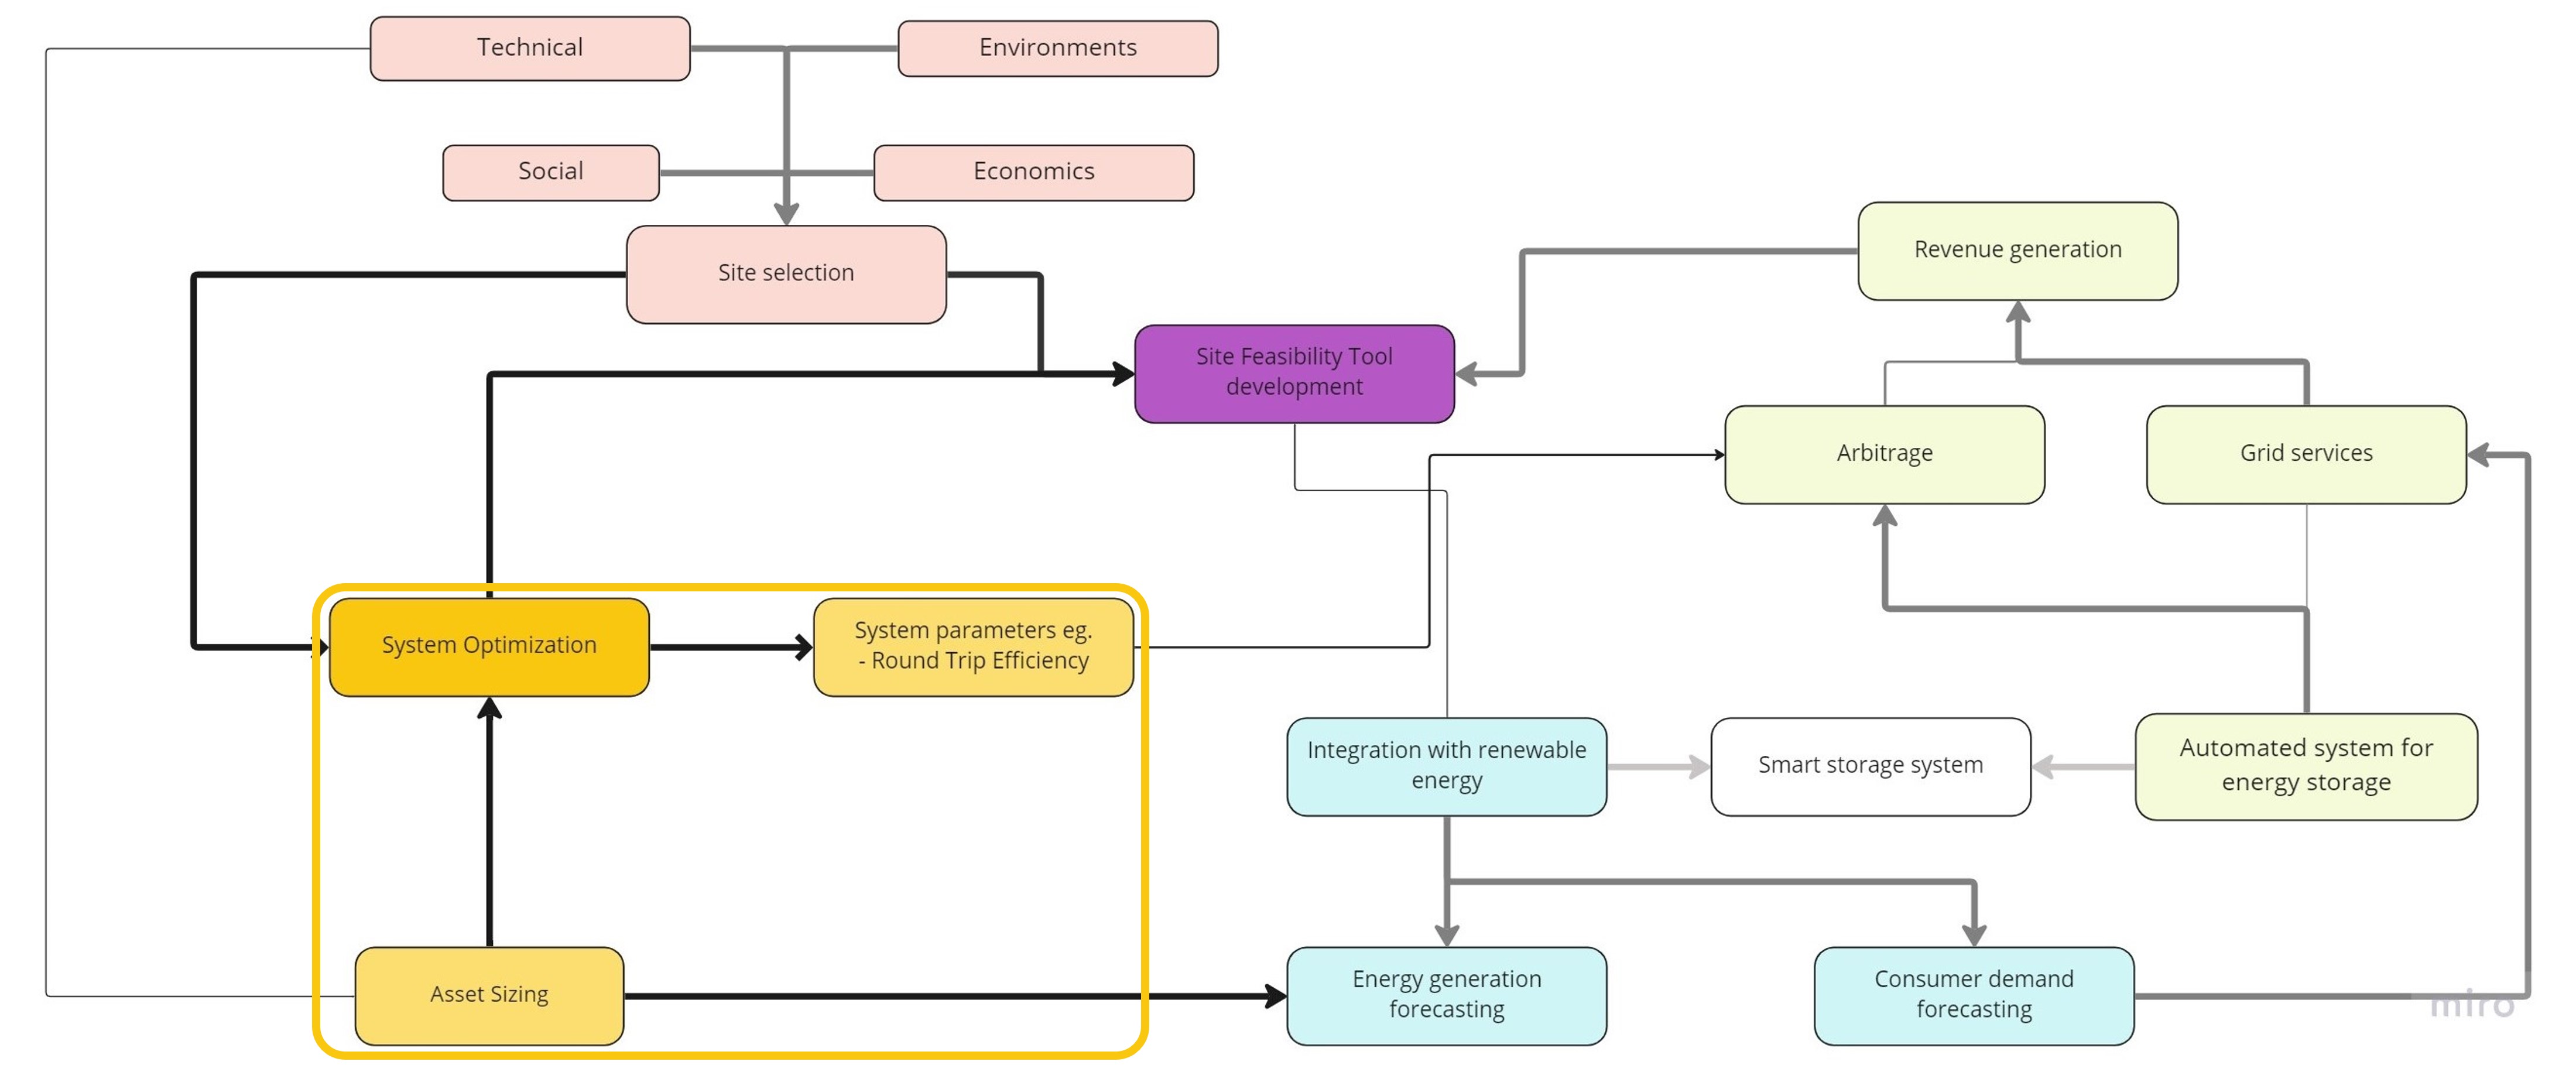 Technical
Environments
Social
Economics
Site selection
Revenue generation
Site Feasibility Tool
development
Arbitrage
Grid services
System Optimization
System parameters eg.
- Round Trip Efficiency
Integration with renewable
energy
Smart storage system
Automated system for
energy storage
Asset Sizing
Energy generation
forecasting
Consumer demand
forecasting
miro